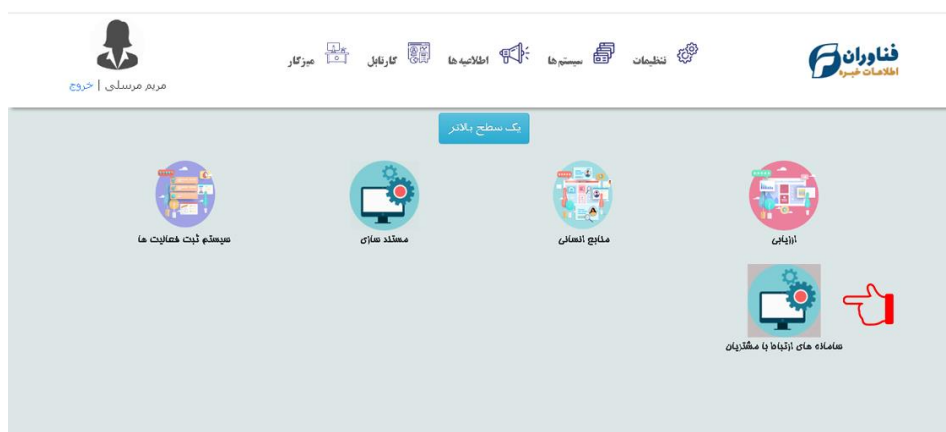 فناوران
اطلاعات خبره
تنظیمات
سیستم ها
اطلاعیه ها
کارتابل
میزکار
مریم مرسلی | خروج
یک سطح بالاتر
ارزیابی
منابع انسانی
مستند سازی
سیستم ثبت فعالیت ها
سامانه های ارتباط با مشتریان